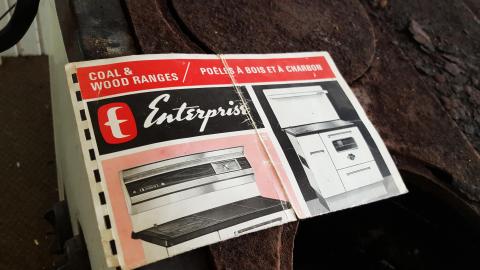 COAL &
WOOD RANGES / POÊLES À BOIS ET À CHARBON
E Enterprise